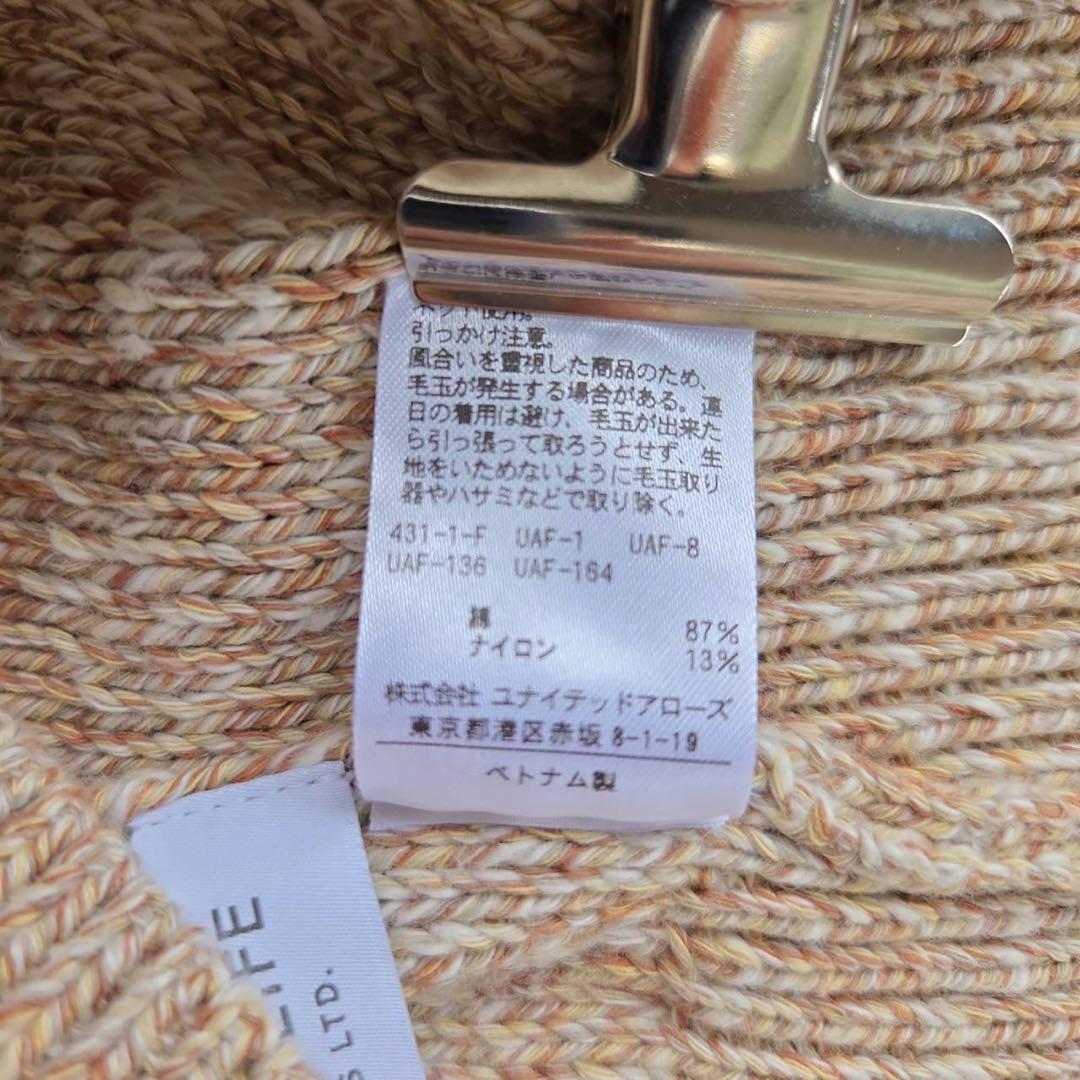 ネット使用。
引っかけ注意。
風合いを重視した商品のため、
毛玉が発生する場合がある。連
日の着用は避け、毛玉が出来た
ら引っ張って取ろうとせず、生
地をいためないように毛玉取り
器やハサミなどで取り除く。
431-1-F UAF-1 UAF-8
UAF-136 UAF-164
綿 87%
ナイロン 13%
株式会社 ユナイテッドアローズ
東京都港区赤坂 8-1-19
ベトナム製
LIFE
S LTD.